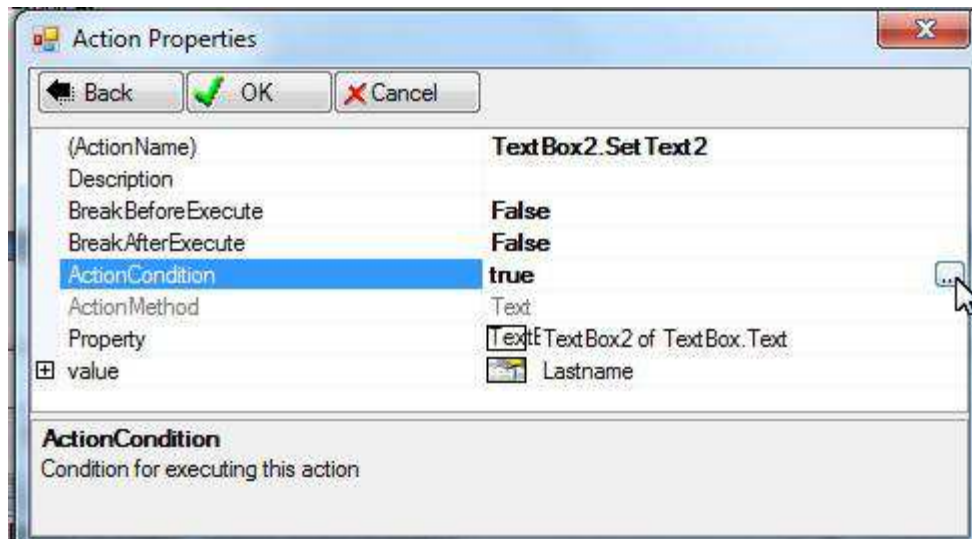 Action Properties
Back OK Cancel
(ActionName) TextBox2.SetText2
Description
BreakBeforeExecute False
BreakAfterExecute False
ActionCondition true ...
ActionMethod Text
Property TextBox2 of TextBox.Text
value Lastname
ActionCondition
Condition for executing this action